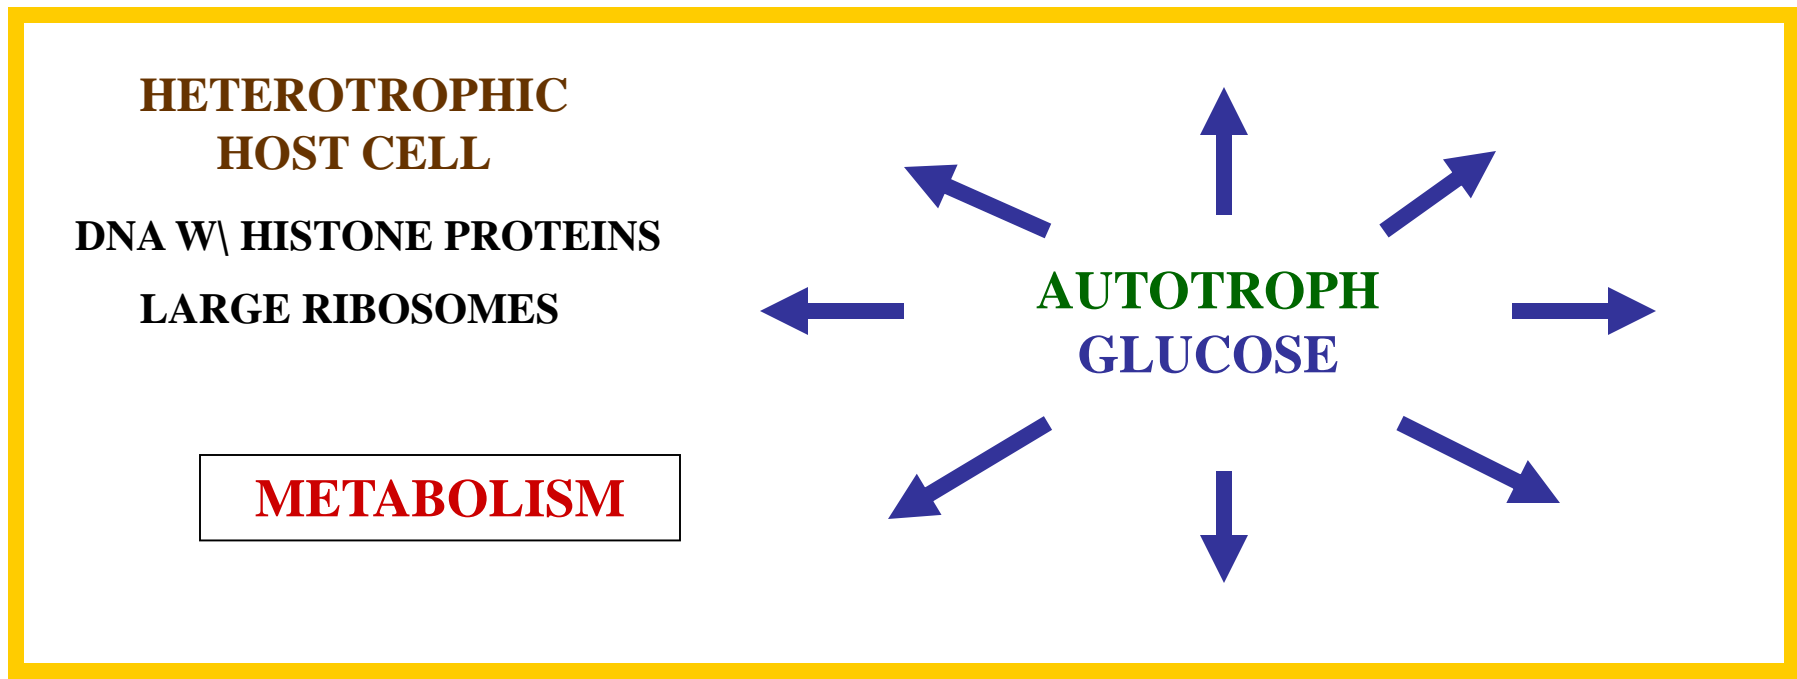 HETEROTROPHIC
HOST CELL
DNA W\ HISTONE PROTEINS
LARGE RIBOSOMES
METABOLISM
AUTOTROPH
GLUCOSE